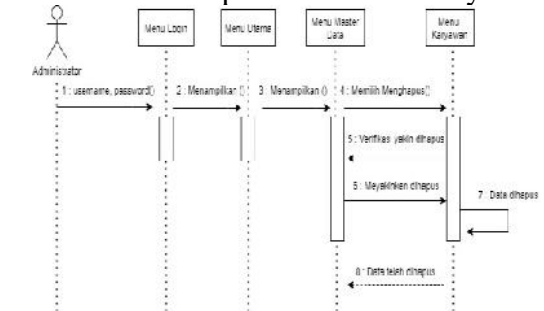 Menu Login
Menu Utama
Menu Master
Data
Menu
Karyawan
Administrator
1 : username, password()
2 : Menampilkan ()
3 : Menampilkan ()
4 : Memilih Menghapus()
5 : Verifikasi yakin dihapus
6 : Meyakinkan dihapus
7 : Data dihapus
8 : Data telah dihapus